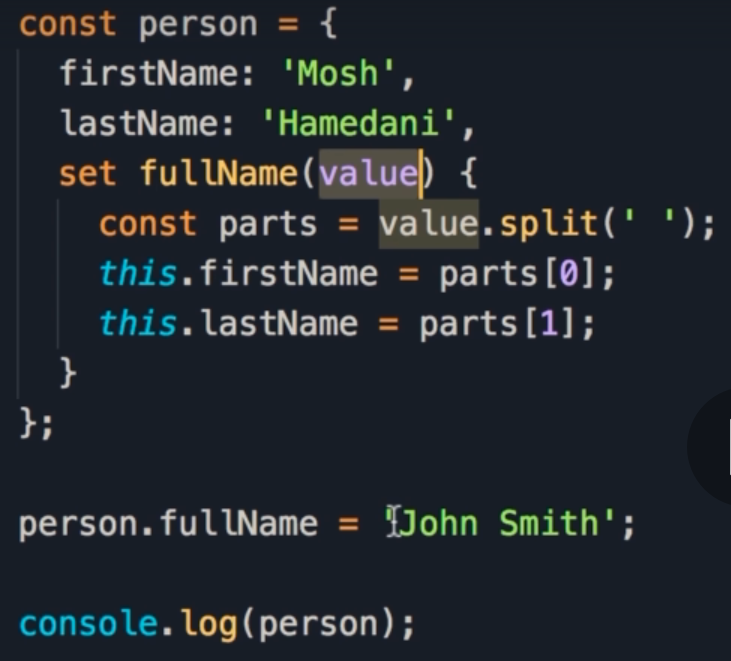 const person = {
  firstName: 'Mosh',
  lastName: 'Hamedani',
  set fullName(value) {
    const parts = value.split(' ');
    this.firstName = parts[0];
    this.lastName = parts[1];
  }
};

person.fullName = 'John Smith';

console.log(person);